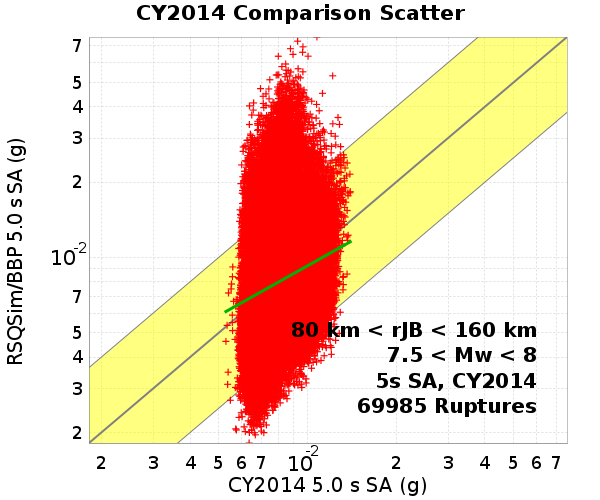 CY2014 Comparison Scatter
RSQSim/BBP 5.0 s SA (g)
7
5
4
3
2
10-2
7
5
4
3
2
80 km < rJB < 160 km
7.5 < Mw < 8
5s SA, CY2014
69985 Ruptures
2 3 4 5 6 7 10-2 2 3 4 5 6 7
CY2014 5.0 s SA (g)